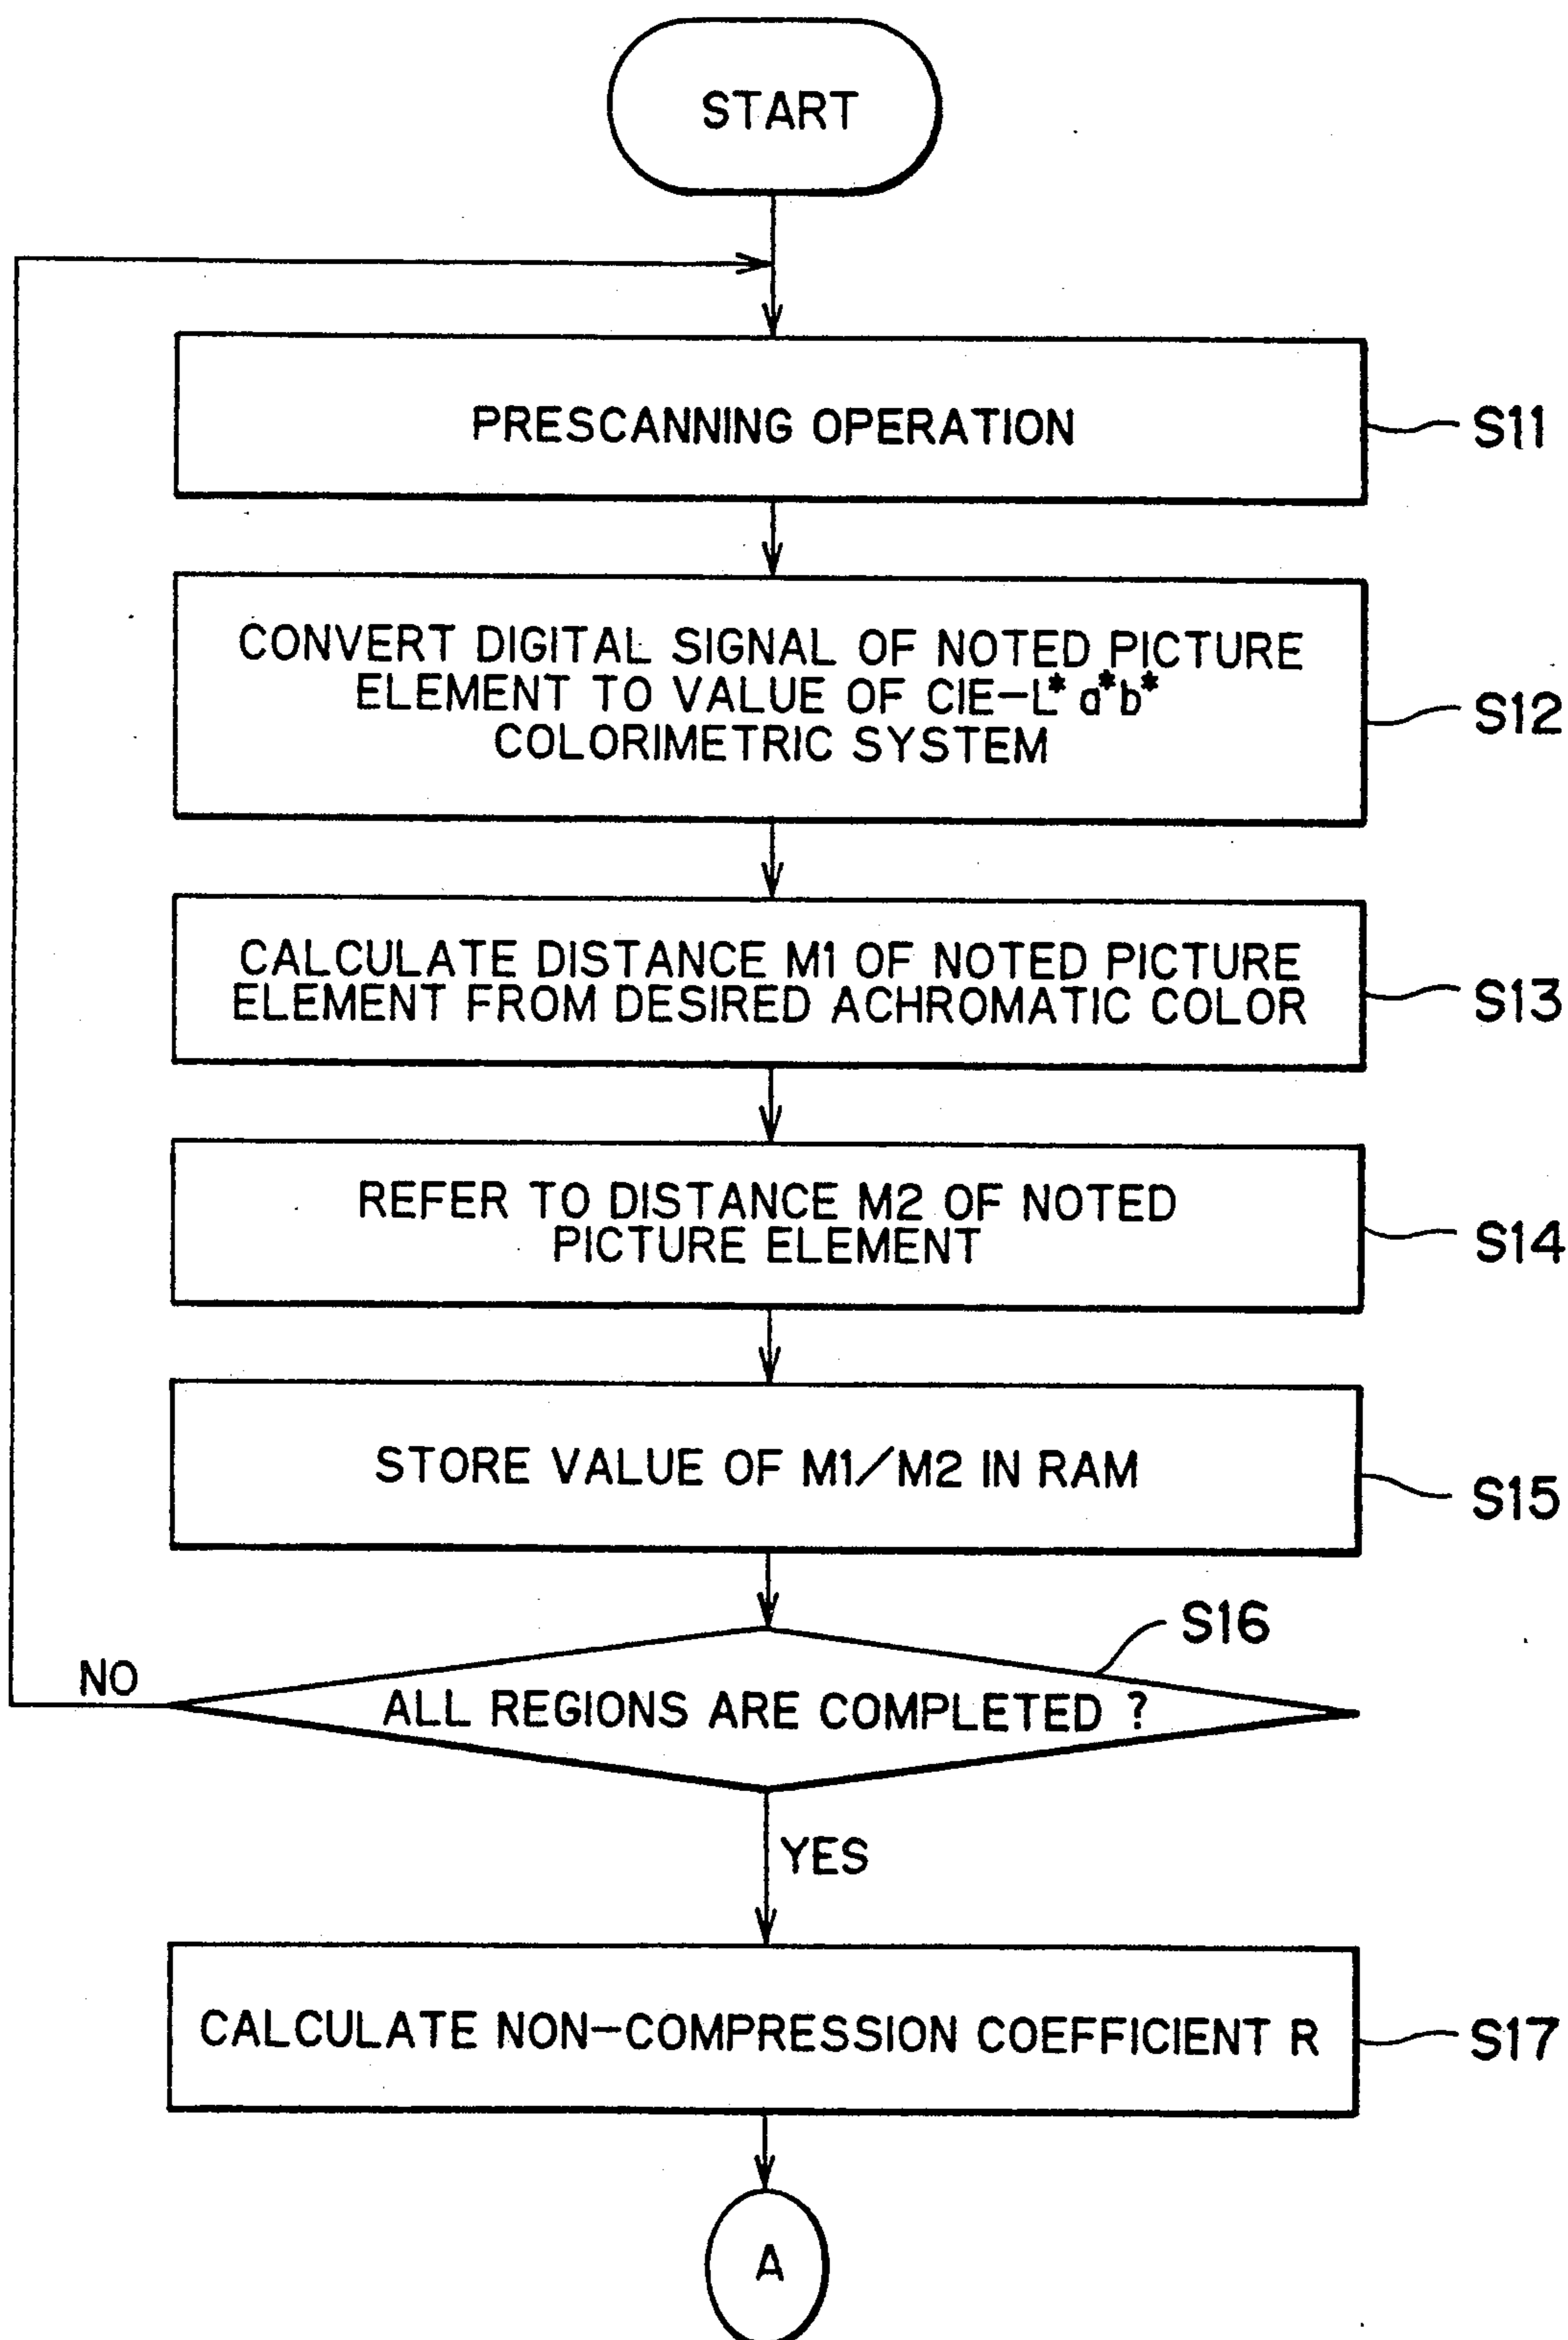 START
PRESCANNING OPERATION
S11
CONVERT DIGITAL SIGNAL OF NOTED PICTURE
ELEMENT TO VALUE OF CIE-L* a*b*
COLORIMETRIC SYSTEM
S12
CALCULATE DISTANCE M1 OF NOTED PICTURE
ELEMENT FROM DESIRED ACHROMATIC COLOR
S13
REFER TO DISTANCE M2 OF NOTED
PICTURE ELEMENT
S14
STORE VALUE OF M1/M2 IN RAM
S15
S16
NO
ALL REGIONS ARE COMPLETED ?
YES
CALCULATE NON-COMPRESSION COEFFICIENT R
S17
A